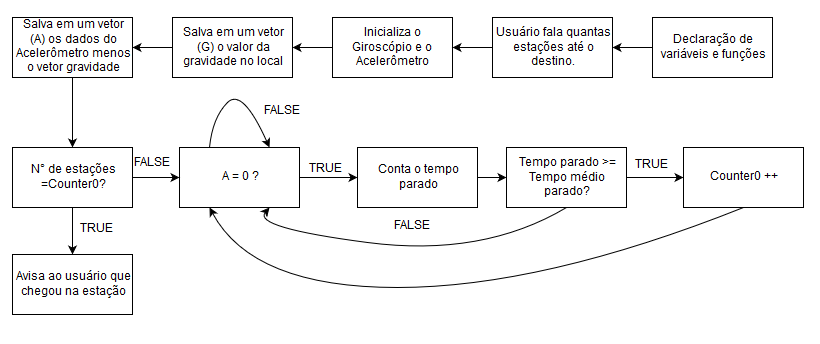 Declaração de
variáveis e funções
Usuário fala quantas
estações até o
destino.
Inicializa o
Giroscópio e o
Acelerômetro
Salva em um vetor
(G) o valor da
gravidade no local
Salva em um vetor
(A) os dados do
Acelerômetro menos
o vetor gravidade
N° de estações
=Counter0?
FALSE
TRUE
Avisa ao usuário que
chegou na estação
A = 0 ?
FALSE
TRUE
Conta o tempo
parado
Tempo parado >=
Tempo médio
parado?
FALSE
TRUE
Counter0 ++